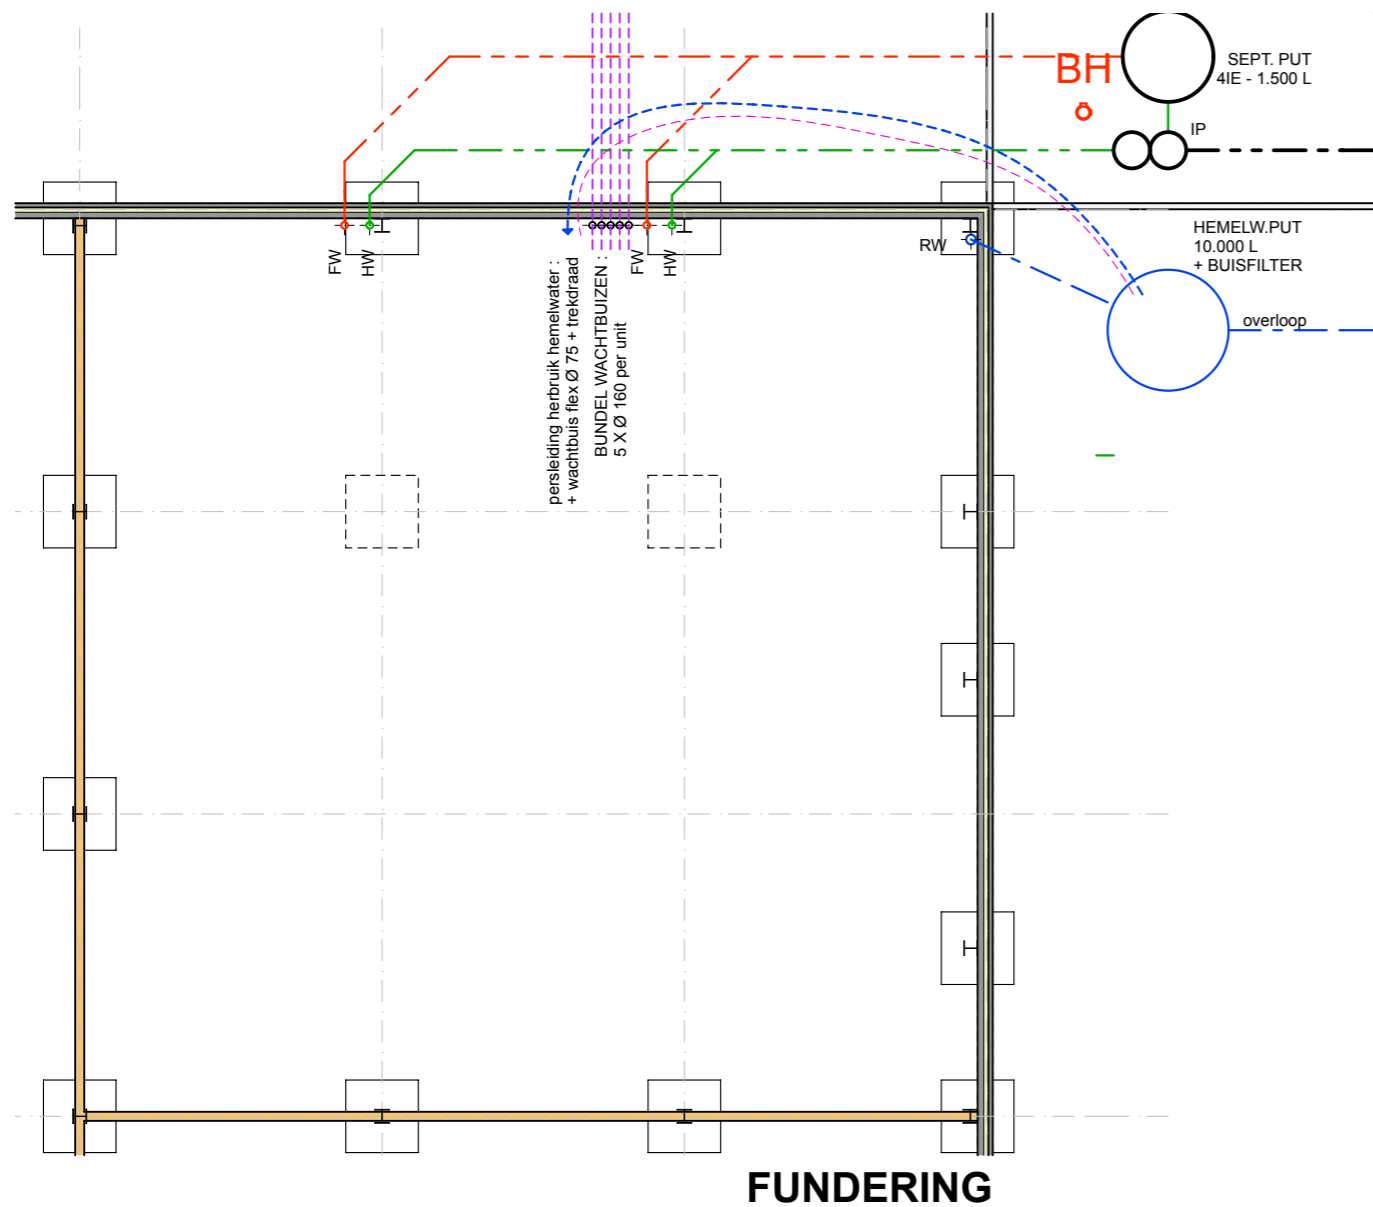 BH
SEPT. PUT
4IE - 1.500 L
IP
HEMELW.PUT
10.000 L
+ BUISFILTER
RW
overloop
FW
HW
persleiding herbruik hemelwater :
+ wachtbuis flex Ø 75 + trekdraad
BUNDEL WACHTBUIZEN :
5 X Ø 160 per unit
FW
HW
FUNDERING